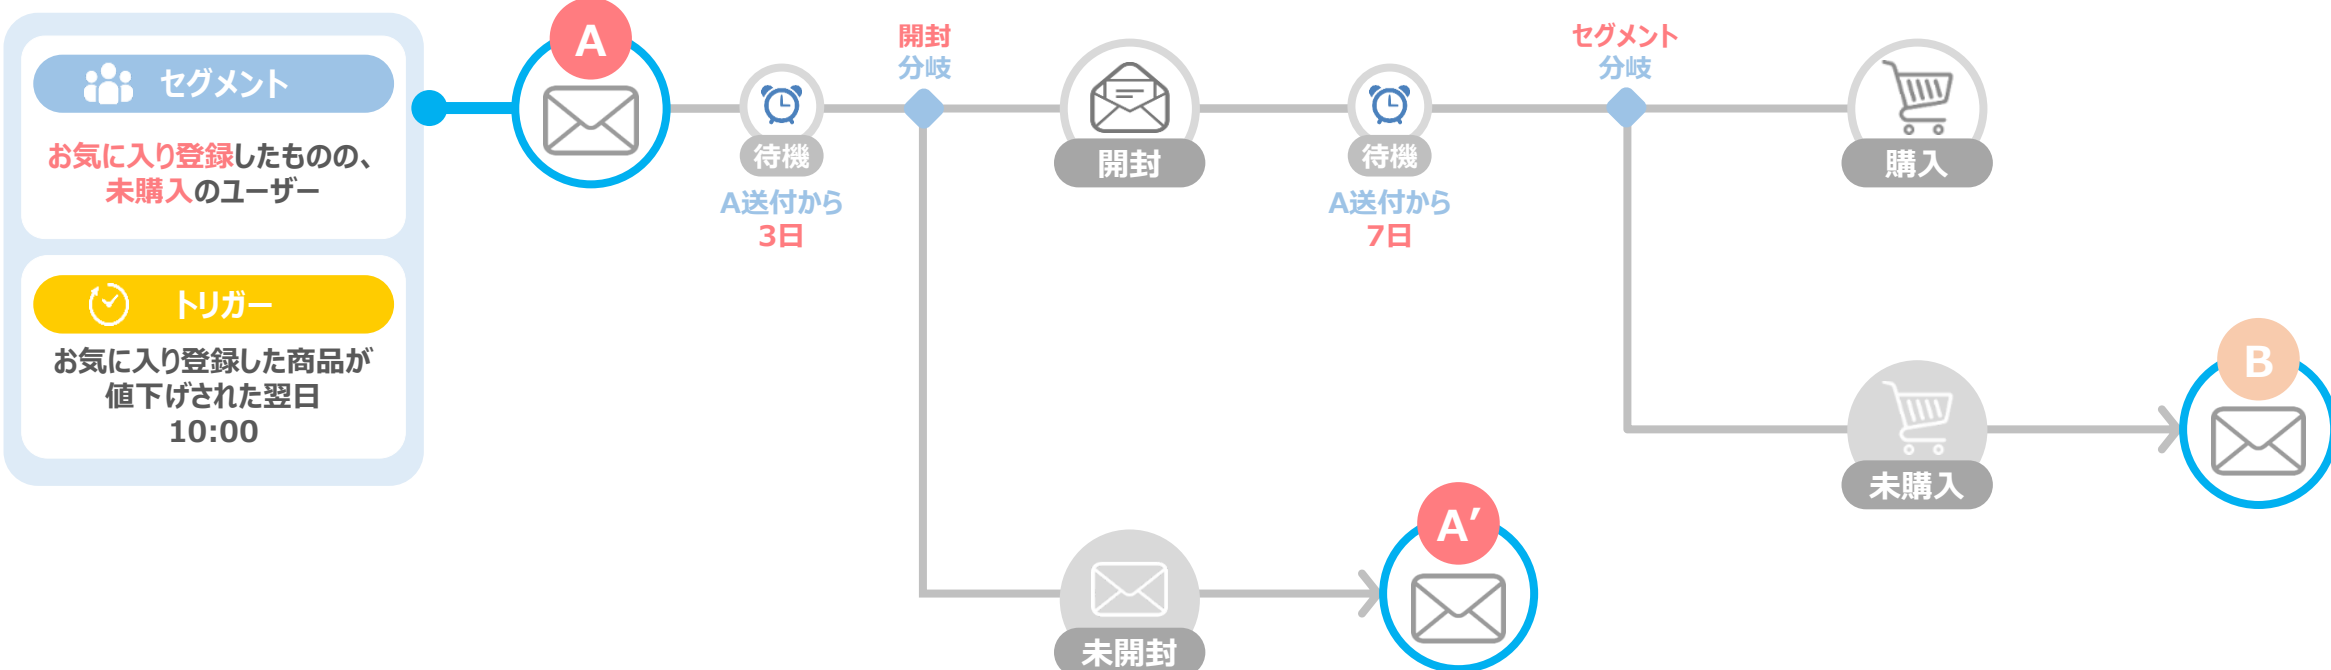 セグメント
お気に入り登録したものの、
未購入のユーザー
トリガー
お気に入り登録した商品が
値下げされた翌日
10:00
A
待機
A送付から
3日
開封
分岐
開封
待機
A送付から
7日
セグメント
分岐
購入
未購入
B
未開封
A′